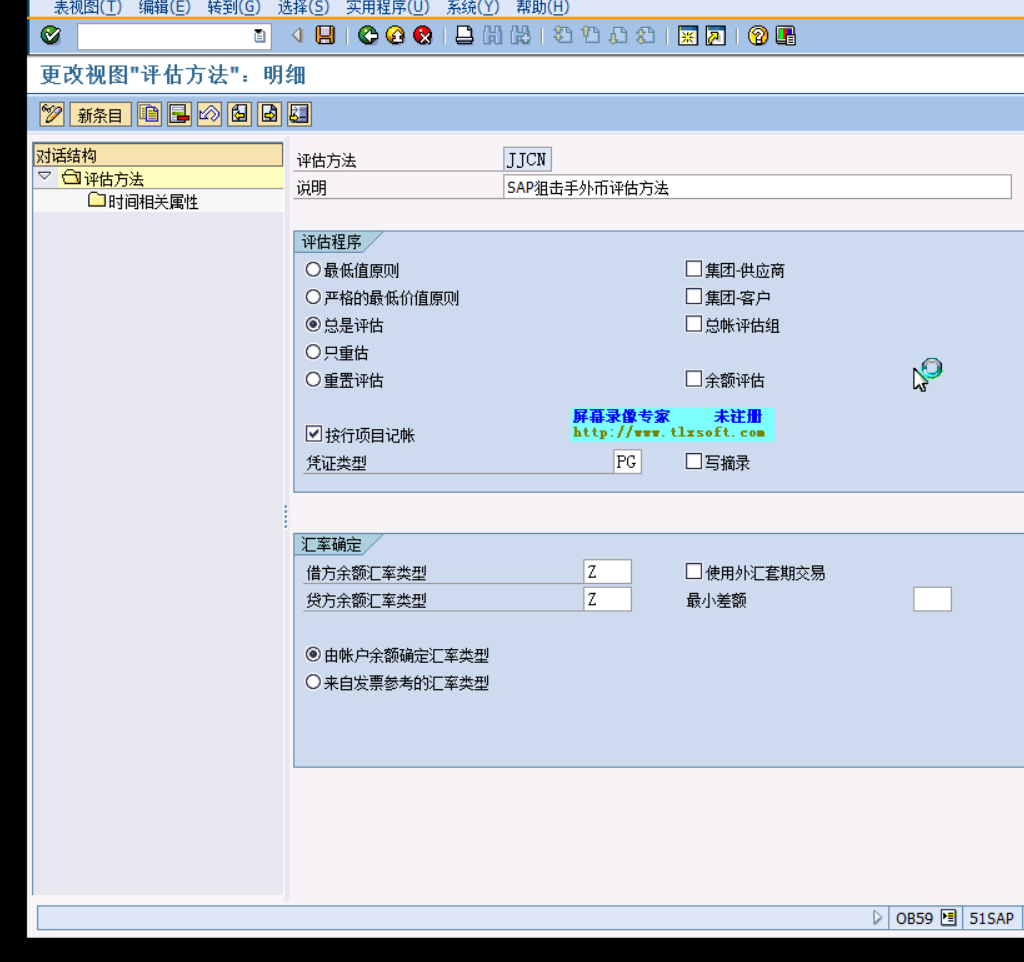 表视图(T) 编辑(E) 转到(G) 选择(S) 实用程序(U) 系统(Y) 帮助(H)
更改视图"评估方法": 明细
新条目
对话结构
评估方法
时间相关属性
评估方法 JJCN
说明 SAP狙击手外币评估方法
评估程序
最低值原则 集团-供应商
严格的最低价值原则 集团-客户
总是评估 总帐评估组
只重估
重置评估 余额评估
屏幕录像专家 未注册
http://www.tlxsoft.com
按行项目记帐
凭证类型 PG 写摘录
汇率确定
借方余额汇率类型 Z 使用外汇套期交易
贷方余额汇率类型 Z 最小差额
由帐户余额确定汇率类型
来自发票参考的汇率类型
OB59 51SAP